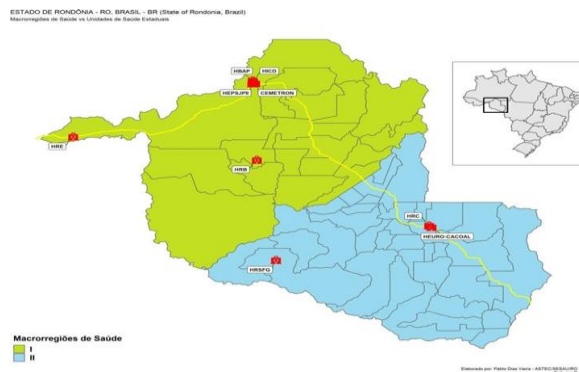 ESTADO DE RONDÔNIA - RO, BRASIL - BR (State of Rondonia, Brazil)
Macrorregiões de Saúde vs Unidades de Saúde Estaduais
HBAP HICD
HEPSJPE CEMETRON
HRE
HRB
HRC
HEURO-CACOAL
HRSFG
Macrorregiões de Saúde
I
II
Elaborado por: Pablo Dias Vieira - ASTEC/SESAU/RO